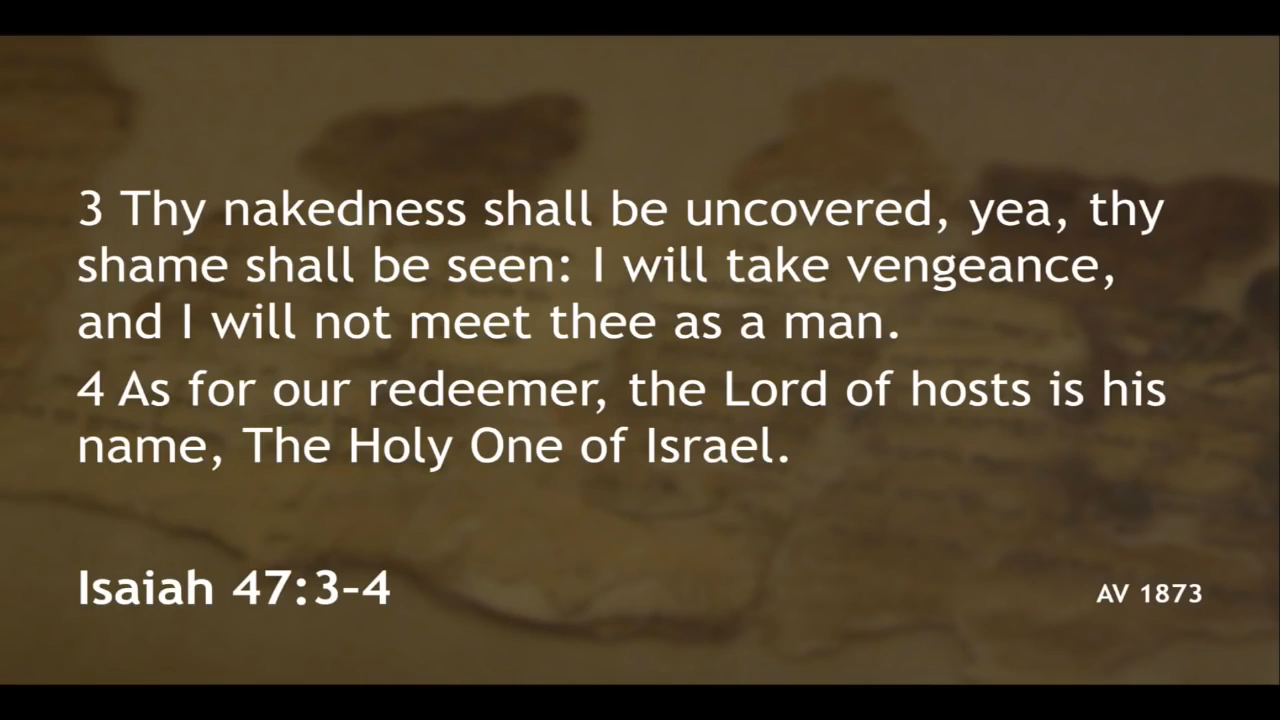 3 Thy nakedness shall be uncovered, yea, thy
shame shall be seen: I will take vengeance,
and I will not meet thee as a man.
4 As for our redeemer, the Lord of hosts is his
name, The Holy One of Israel.
Isaiah 47:3-4
AV 1873